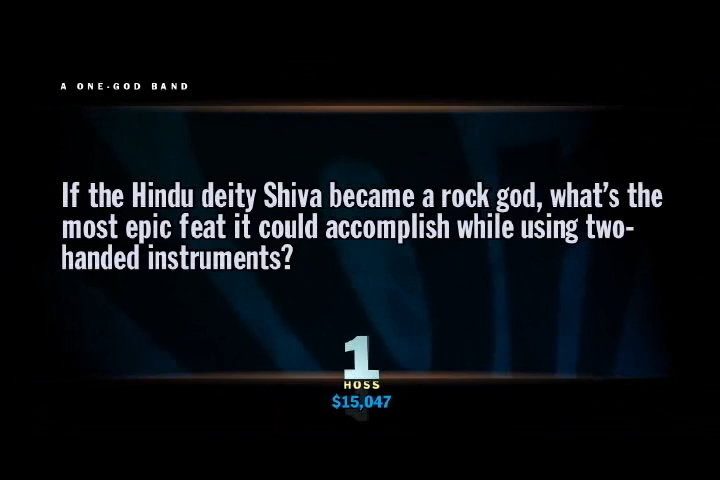 A ONE-GOD BAND
If the Hindu deity Shiva became a rock god, what's the
most epic feat it could accomplish while using two-
handed instruments?
1
HOSS
$15,047